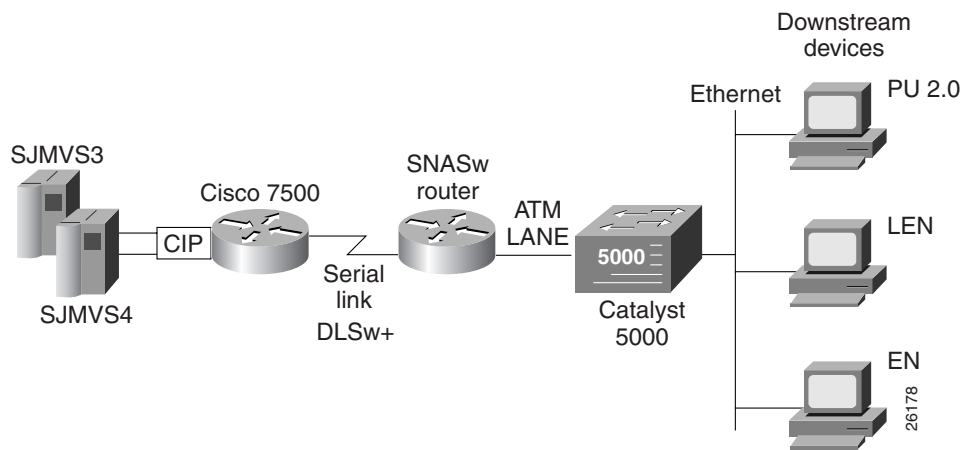 Downstream
devices
PU 2.0
Ethernet
SJMVS3
SNASw
router
Cisco 7500
ATM
LANE
LEN
CIP
5000
Serial
link
DLSw+
SJMVS4
Catalyst
5000
EN
26178